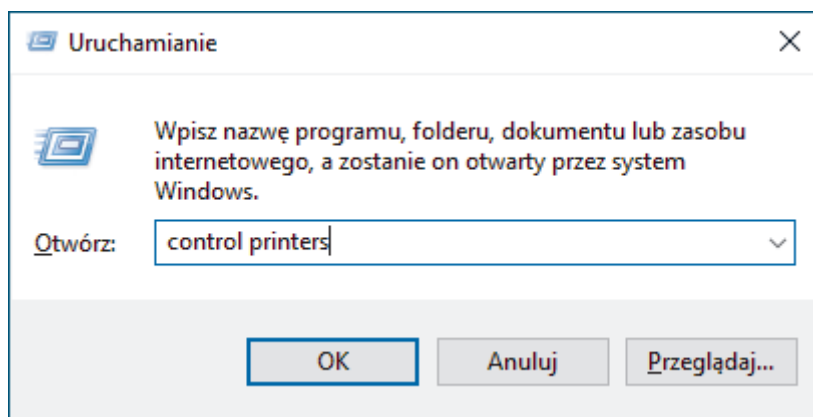 Uruchamianie
Wpisz nazwę programu, folderu, dokumentu lub zasobu
internetowego, a zostanie on otwarty przez system
Windows.
Otwórz: control printers
OK Anuluj Przeglądaj...